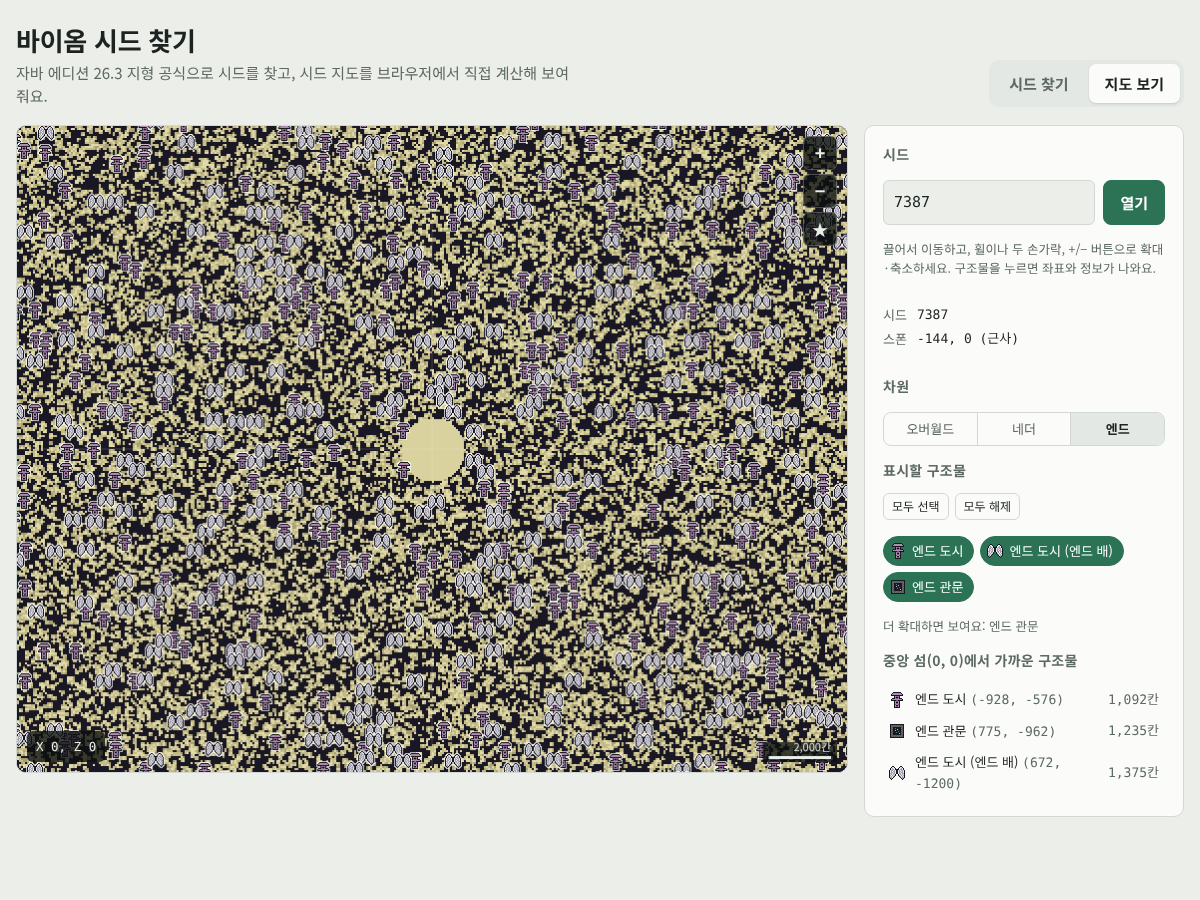 바이옴 시드 찾기
자바 에디션 26.3 지형 공식으로 시드를 찾고, 시드 지도를 브라우저에서 직접 계산해 보여
줘요.
시드 찾기
지도 보기
+
−
★
X 0, Z 0
2,000칸
시드
7387
열기
끌어서 이동하고, 휠이나 두 손가락, +/− 버튼으로 확대
·축소하세요. 구조물을 누르면 좌표와 정보가 나와요.
시드 7387
스폰 -144, 0 (근사)
차원
오버월드
네더
엔드
표시할 구조물
모두 선택
모두 해제
엔드 도시
엔드 도시 (엔드 배)
엔드 관문
더 확대하면 보여요: 엔드 관문
중앙 섬(0, 0)에서 가까운 구조물
엔드 도시 (-928, -576) 1,092칸
엔드 관문 (775, -962) 1,235칸
엔드 도시 (엔드 배) (672,
-1200) 1,375칸